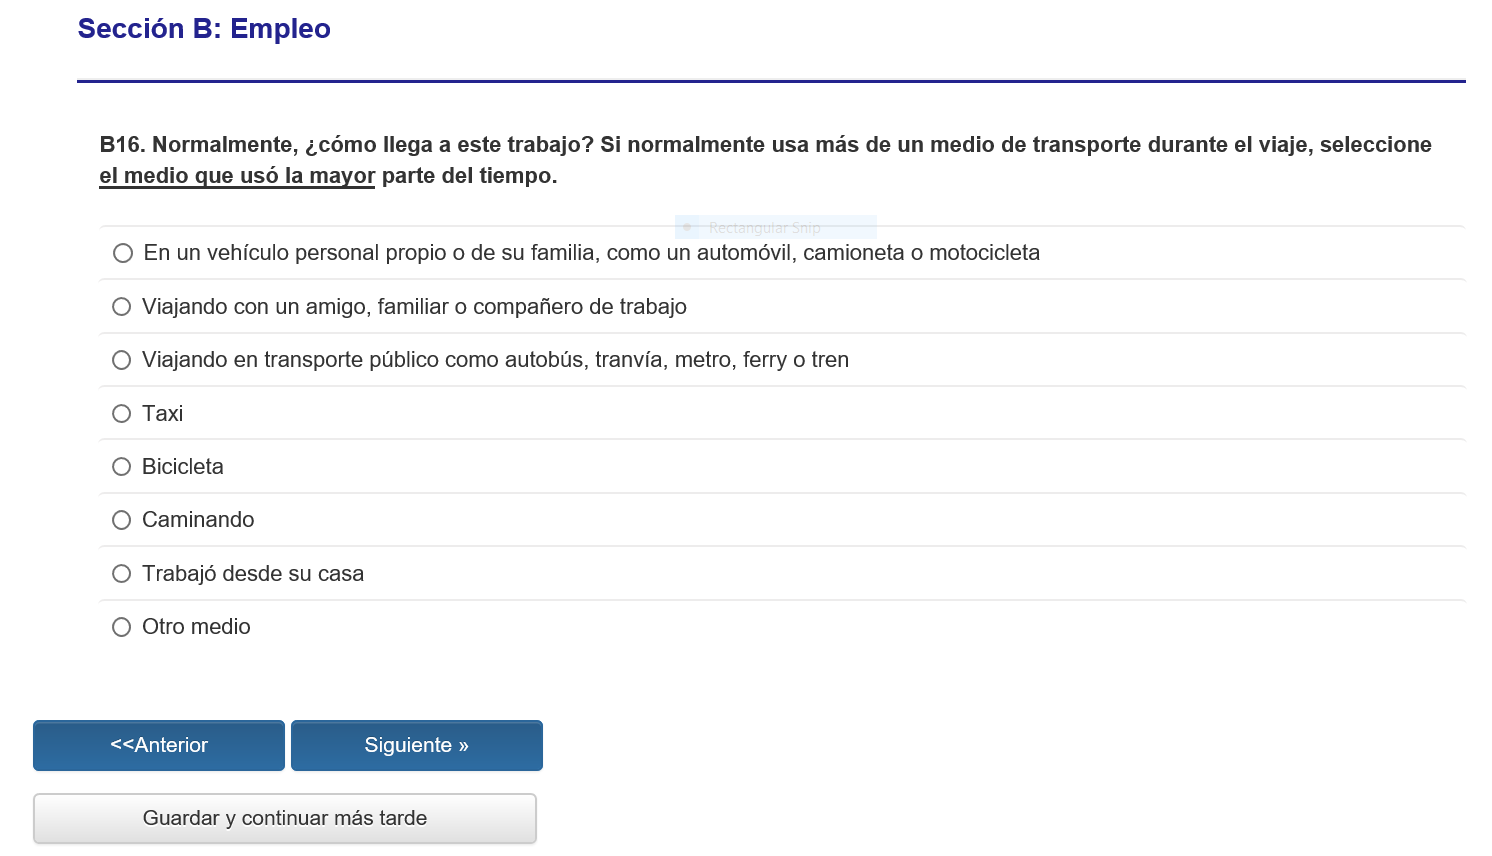 Sección B: Empleo
B16. Normalmente, ¿cómo llega a este trabajo? Si normalmente usa más de un medio de transporte durante el viaje, seleccione
el medio que usó la mayor parte del tiempo.
Rectangular Snip
En un vehículo personal propio o de su familia, como un automóvil, camioneta o motocicleta
Viajando con un amigo, familiar o compañero de trabajo
Viajando en transporte público como autobús, tranvía, metro, ferry o tren
Taxi
Bicicleta
Caminando
Trabajó desde su casa
Otro medio
<<Anterior
Siguiente »
Guardar y continuar más tarde